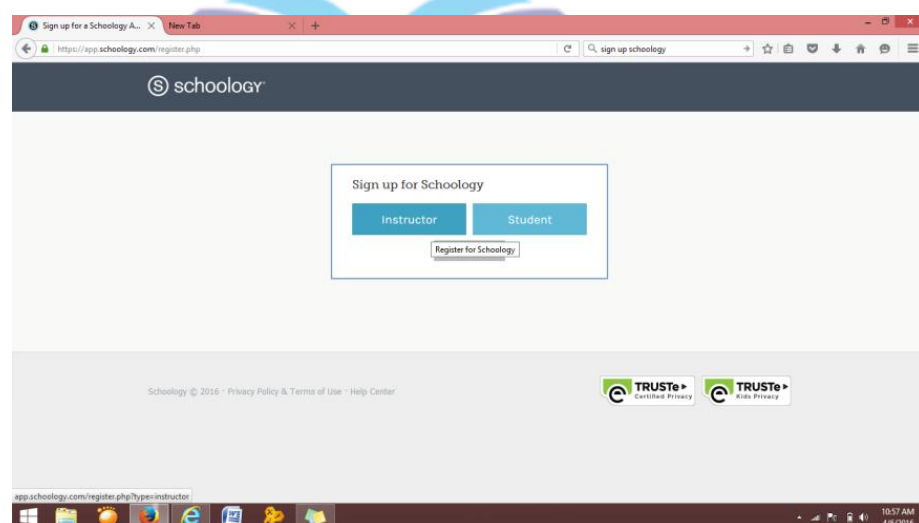 Sign up for a Schoology A...
New Tab
https://app.schoology.com/register.php
sign up schoology
S schoology
Sign up for Schoology
Instructor
Student
Register for Schoology
Schoology © 2016 · Privacy Policy & Terms of Use · Help Center
TRUSTe
Certified Privacy
TRUSTe
Kids Privacy
app.schoology.com/register.php?type=instructor
10:57 AM